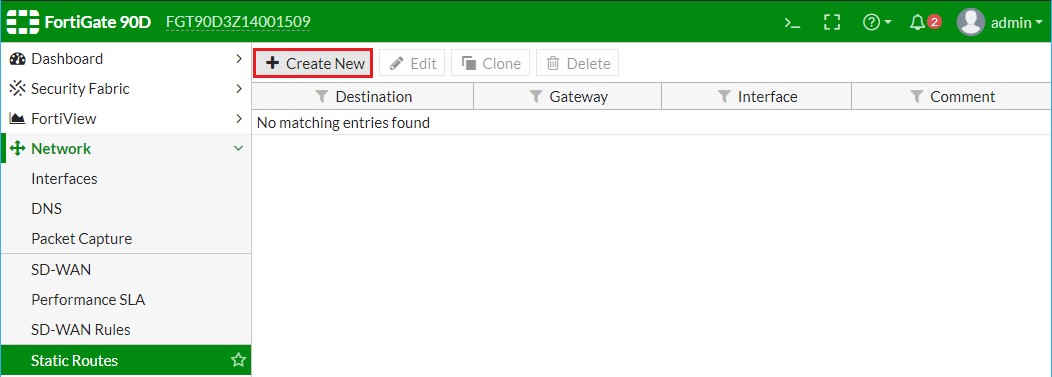 FortiGate 90D FGT90D3Z14001509 2 admin
Dashboard
Security Fabric
FortiView
Network
Interfaces
DNS
Packet Capture
SD-WAN
Performance SLA
SD-WAN Rules
Static Routes
Create New Edit Clone Delete
Destination Gateway Interface Comment
No matching entries found